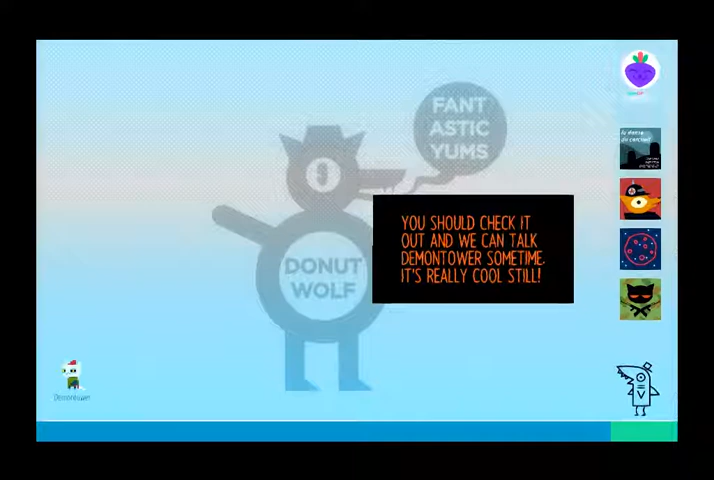 FANT
ASTIC
YUMS
DONUT
WOLF
YOU SHOULD CHECK IT
OUT AND WE CAN TALK
DEMONTOWER SOMETIME.
IT'S REALLY COOL STILL!
Demontower